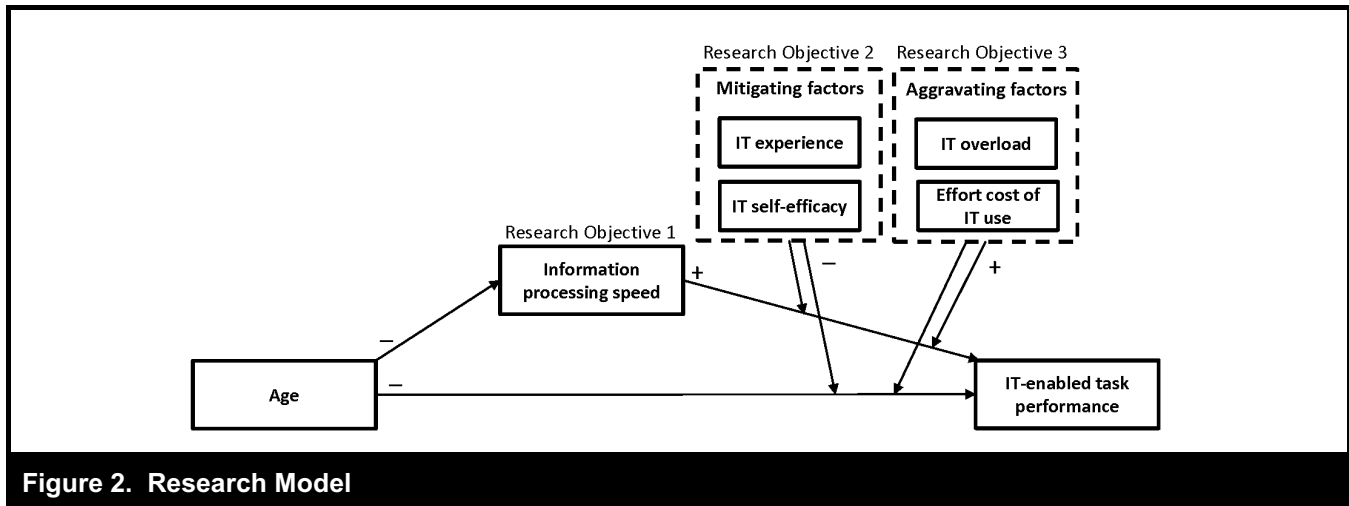 Research Objective 2
Research Objective 3
Mitigating factors
Aggravating factors
IT experience
IT overload
IT self-efficacy
Effort cost of
IT use
Research Objective 1
Information
processing speed
+
–
+
–
Age
–
IT-enabled task
performance
Figure 2. Research Model